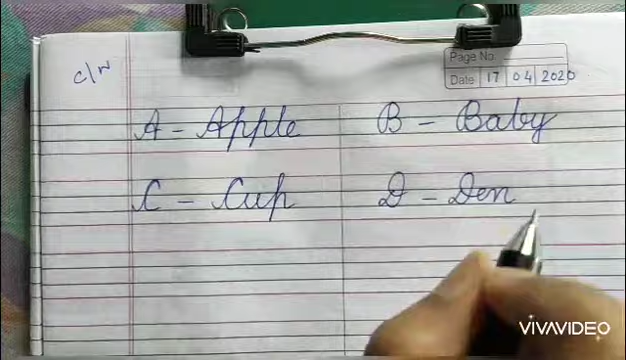 c/w
Page No.
Date 17 04 2020
A - Apple B - Baby
C - Cup D - Den
VIVAVIDEO